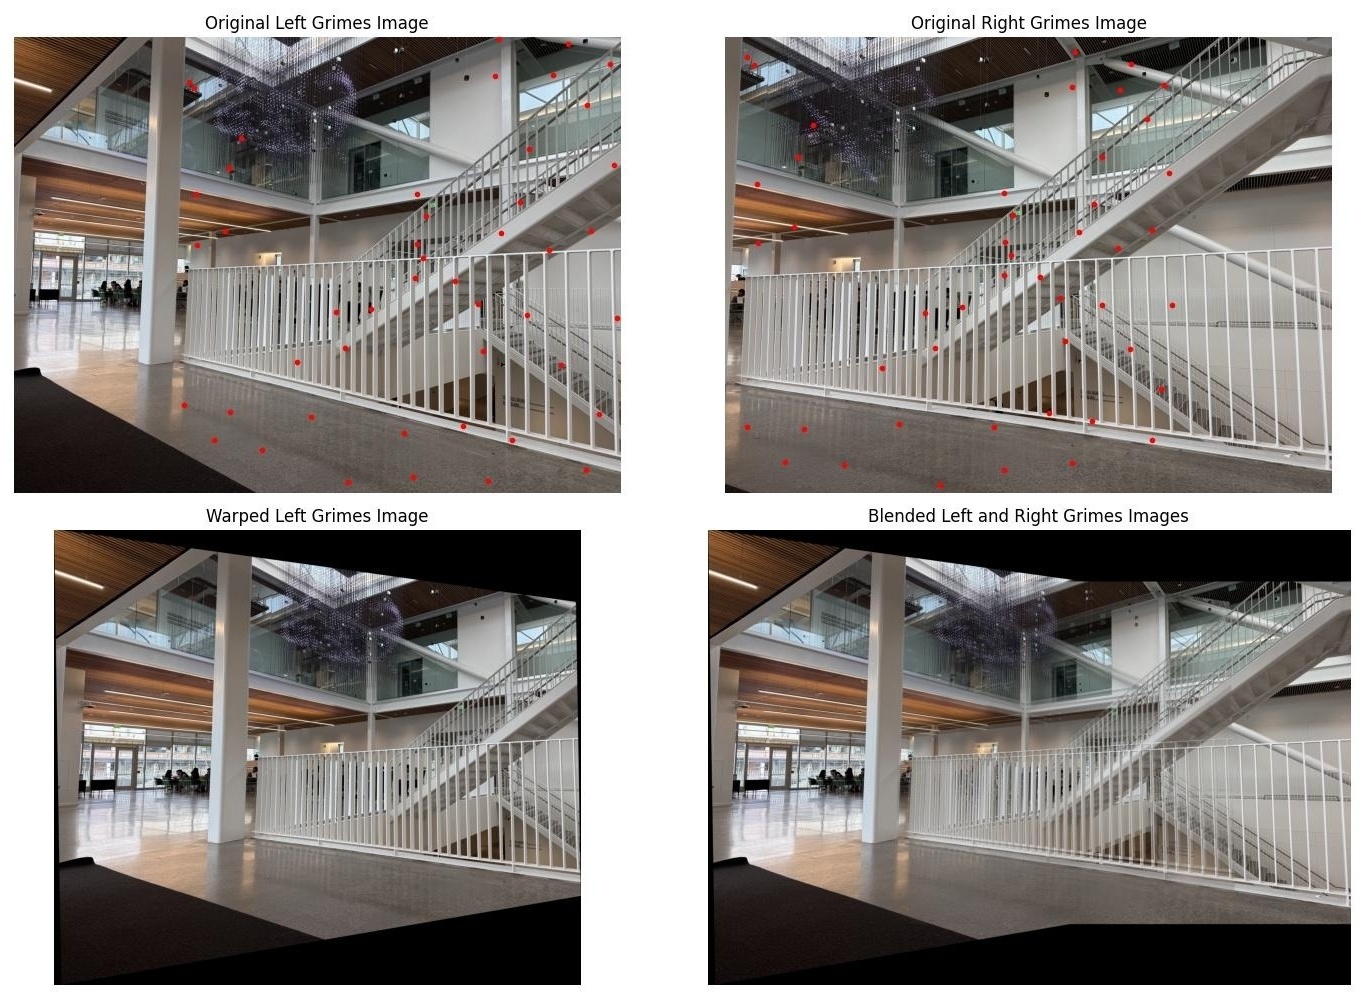 Original Left Grimes Image
Original Right Grimes Image
Warped Left Grimes Image
Blended Left and Right Grimes Images